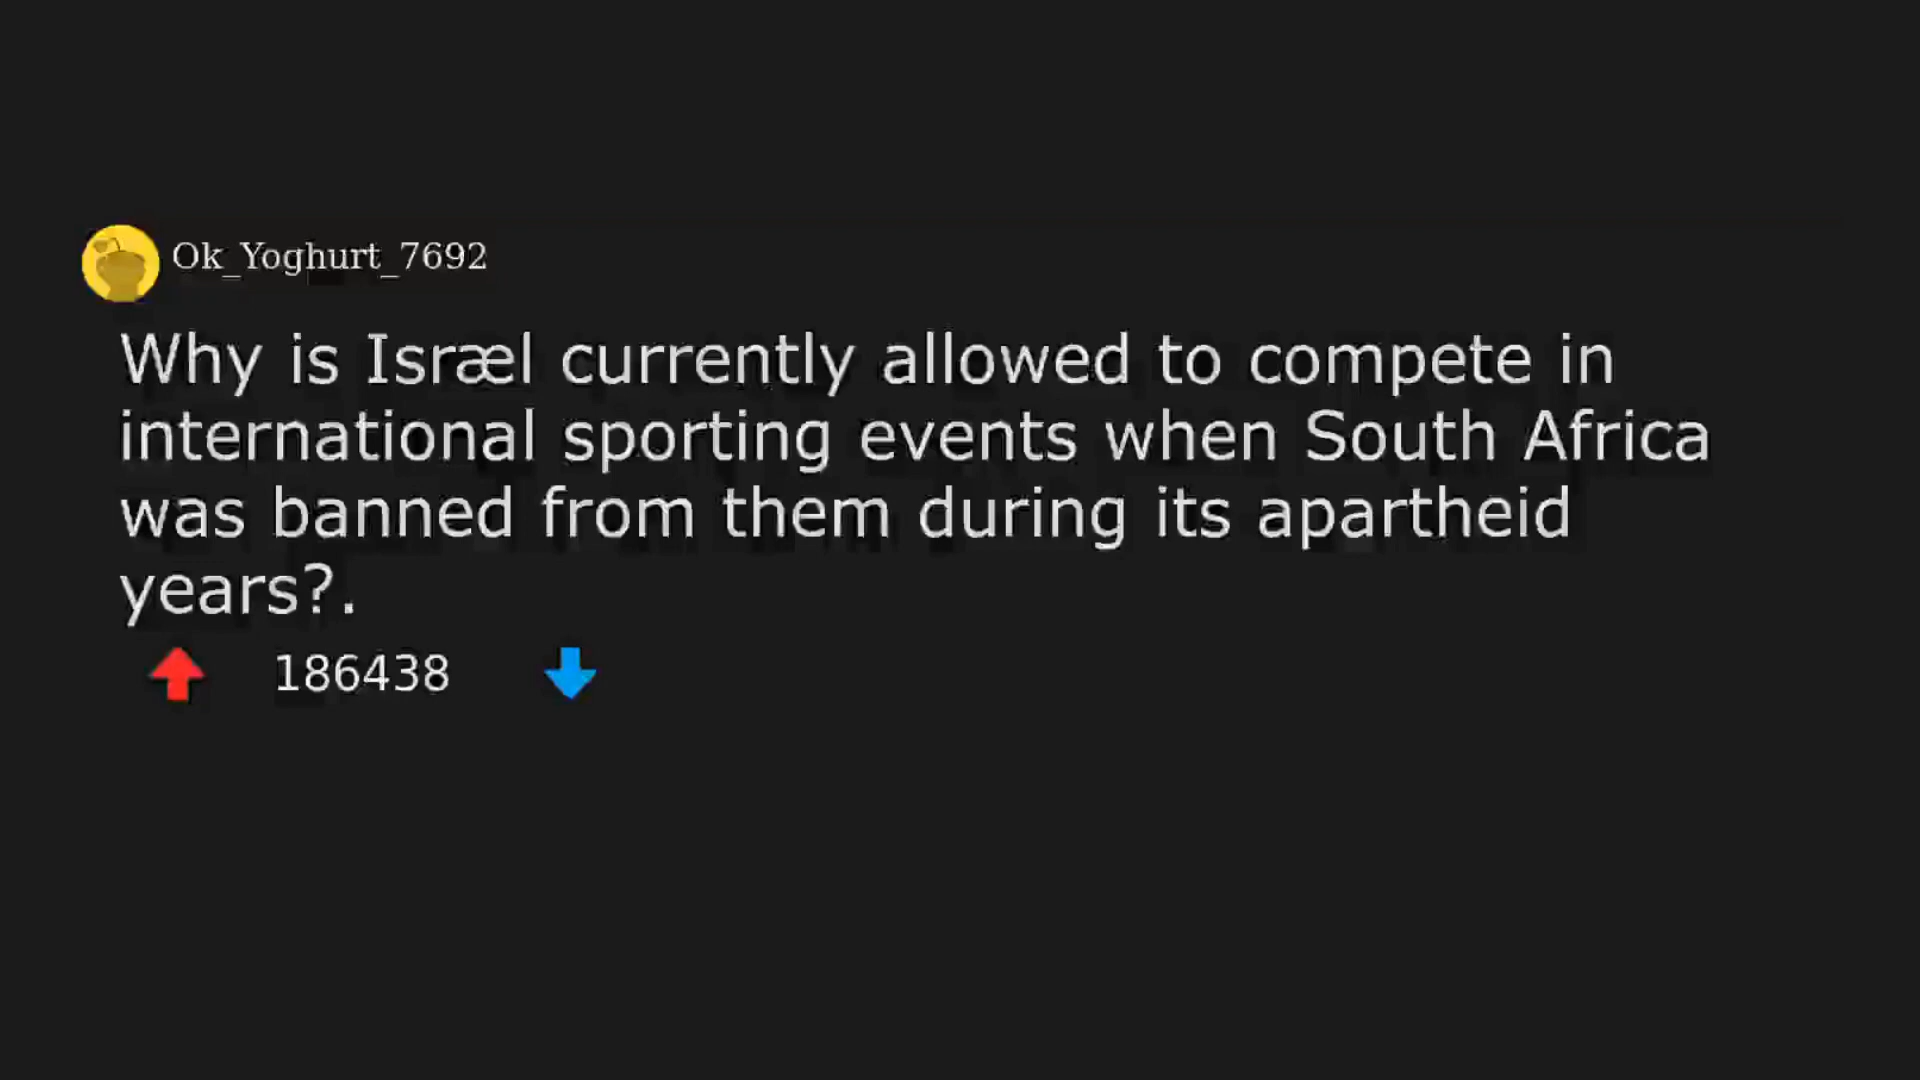 Ok_Yoghurt_7692
Why is Isræl currently allowed to compete in
international sporting events when South Africa
was banned from them during its apartheid
years?.
186438